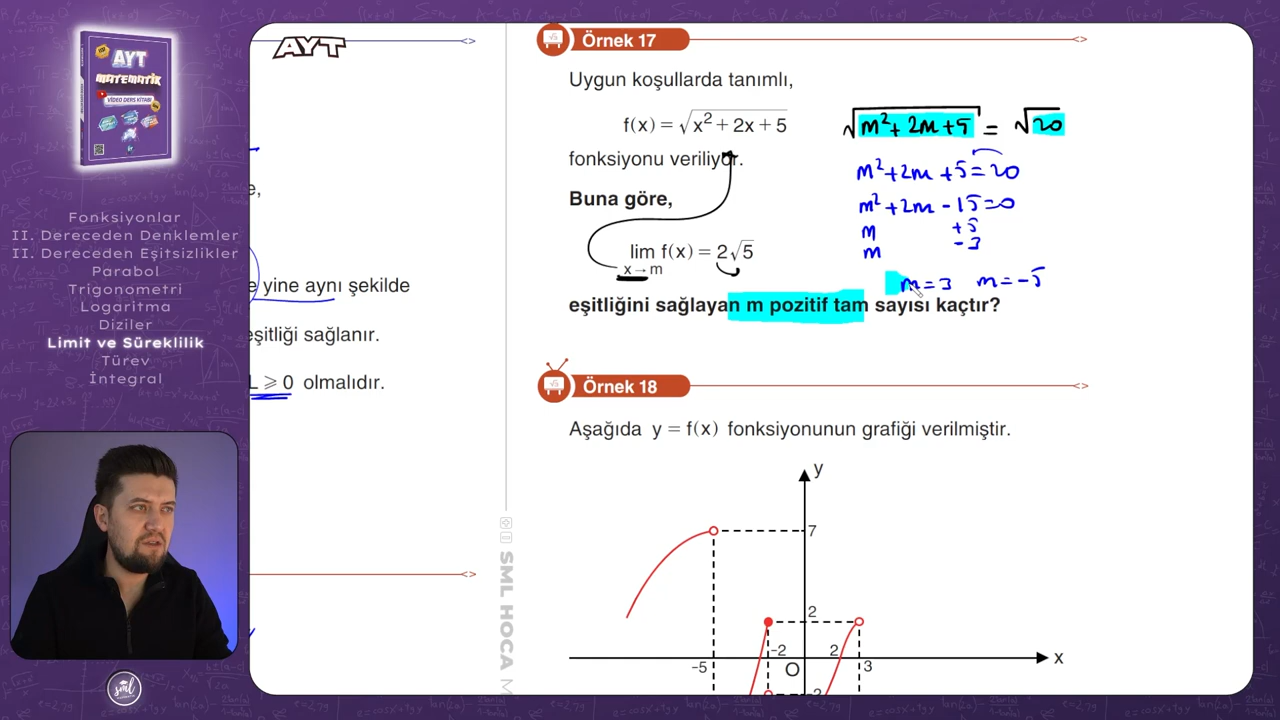 AYT
MATEMATİK
VİDEO DERS KİTABI
Fonksiyonlar
II. Dereceden Denklemler
II. Dereceden Eşitsizlikler
Parabol
Trigonometri
Logaritma
Diziler
Limit ve Süreklilik
Türev
İntegral
sml
AYT
e,
e yine aynı şekilde
eşitliği sağlanır.
L ⩾ 0 olmalıdır.
SML HOCA M
Örnek 17
Uygun koşullarda tanımlı,
f(x) = √x² + 2x + 5
fonksiyonu veriliyor.
Buna göre,
lim f(x) = 2√5
x → m
eşitliğini sağlayan m pozitif tam sayısı kaçtır?
√m² + 2m + 5 = √20
m² + 2m + 5 = 20
m² + 2m - 15 = 0
m +5
m -3
m = 3 m = -5
Örnek 18
Aşağıda y = f(x) fonksiyonunun grafiği verilmiştir.
y
7
2
-5 -2 O 2 3 x